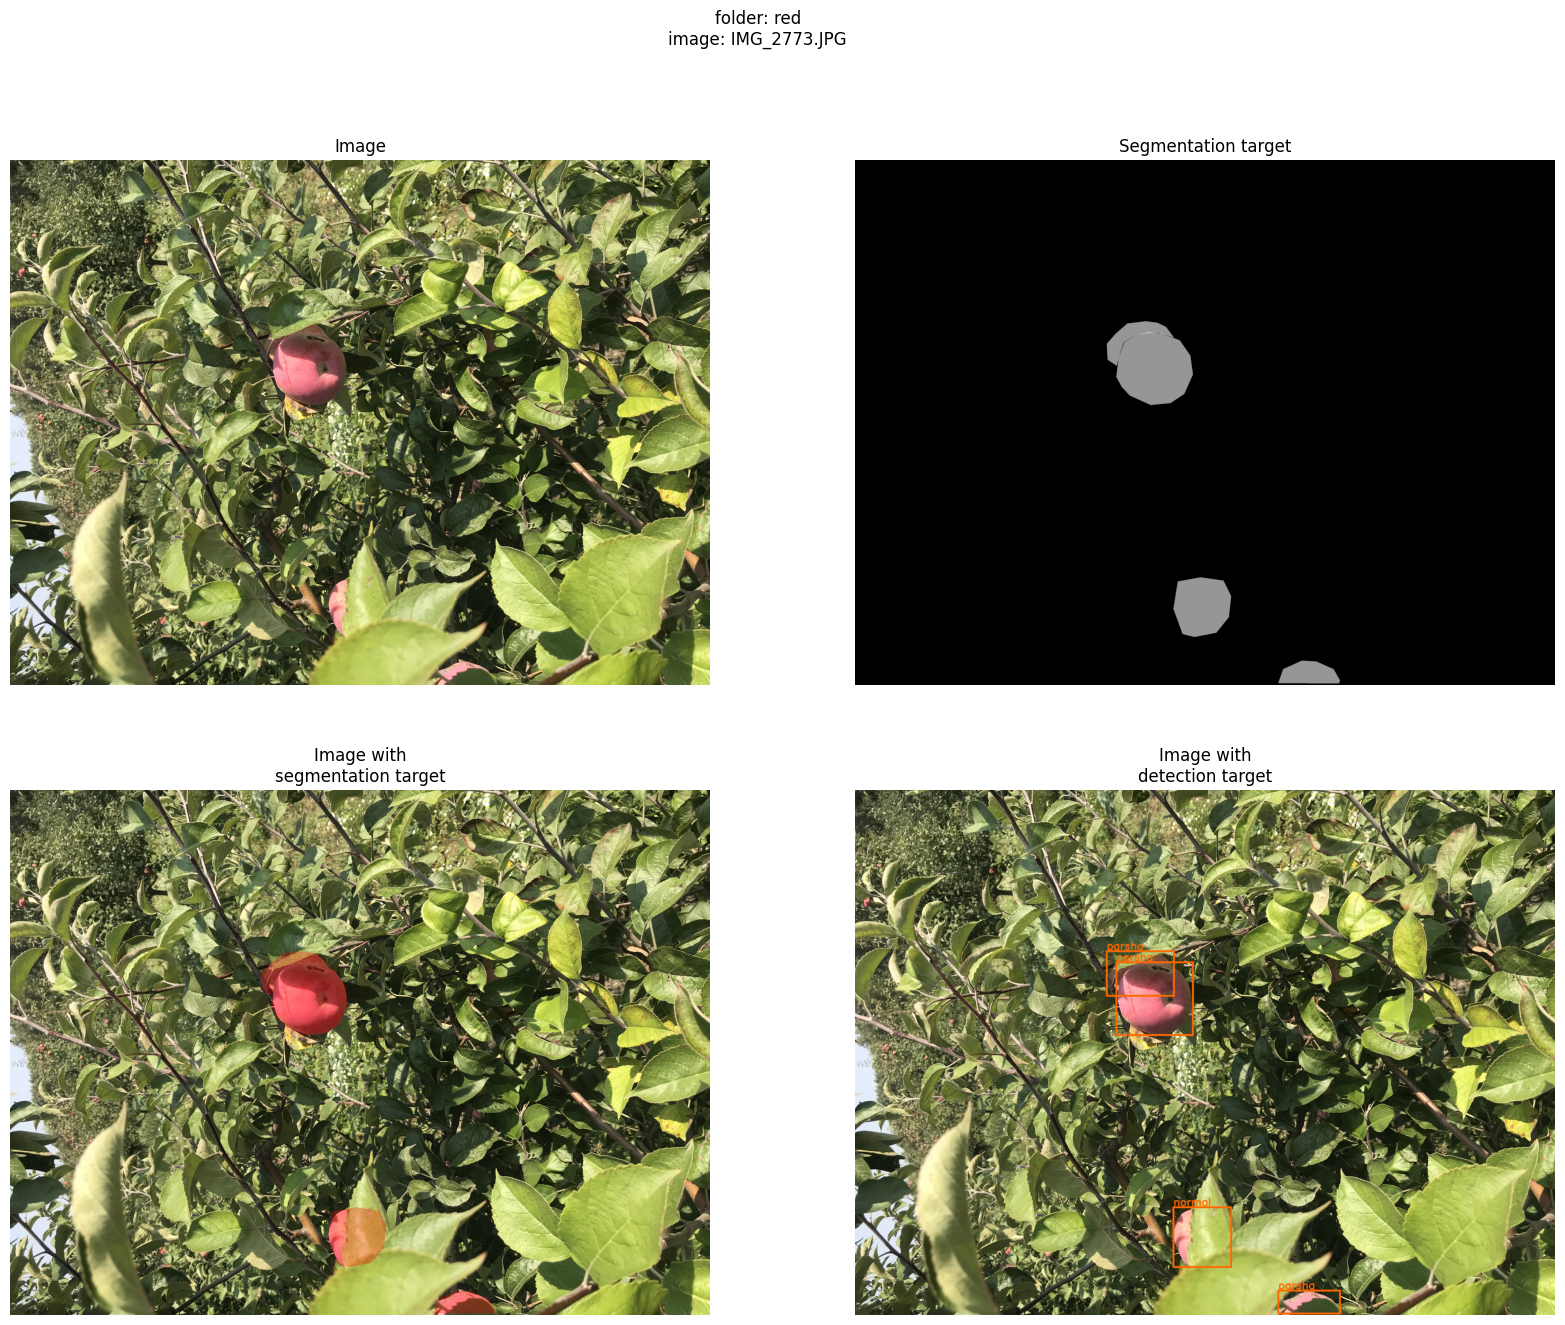 folder: red
image: IMG_2773.JPG
Image
Segmentation target
Image with
segmentation target
Image with
detection target
parsha
parsha
normal
parsha